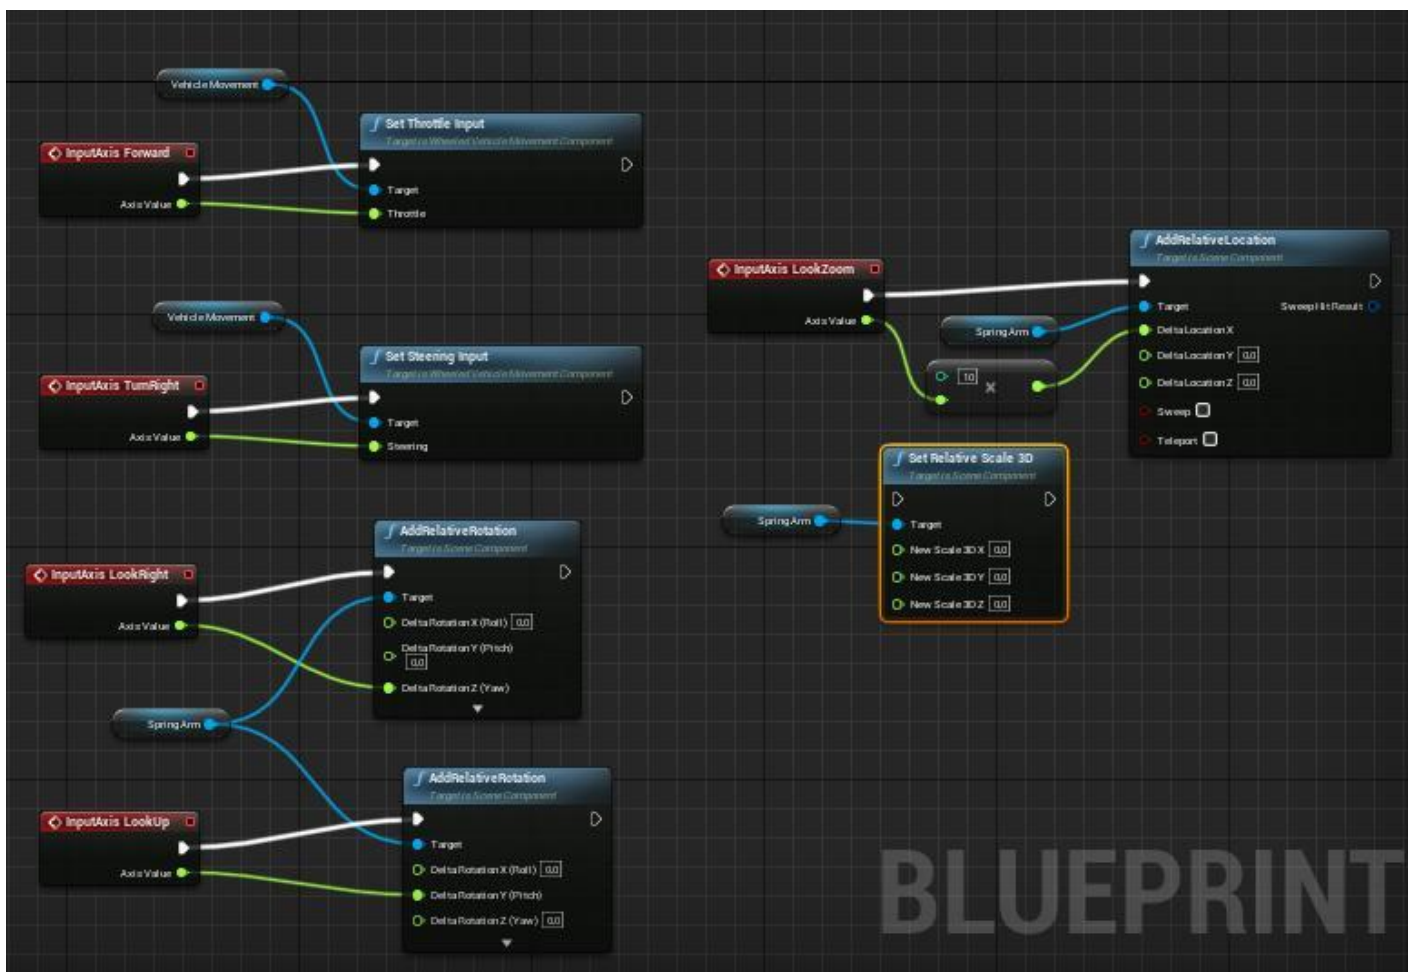 Vehicle Movement
Set Throttle Input
Target is Wheeled Vehicle Movement Component
InputAxis Forward
Target
Axis Value
Throttle
Vehicle Movement
Set Steering Input
Target is Wheeled Vehicle Movement Component
InputAxis TurnRight
Target
Axis Value
Steering
AddRelativeRotation
Target is Scene Component
InputAxis LookRight
Target
Axis Value
Delta Rotation X (Roll) 0.0
Delta Rotation Y (Pitch)
0.0
Delta Rotation Z (Yaw)
Spring Arm
AddRelativeRotation
Target is Scene Component
InputAxis LookUp
Target
Axis Value
Delta Rotation X (Roll) 0.0
Delta Rotation Y (Pitch)
Delta Rotation Z (Yaw) 0.0
AddRelativeLocation
Target is Scene Component
InputAxis LookZoom
Target
Sweep Hit Result
Axis Value
Spring Arm
Delta Location X
Delta Location Y 0.0
10
Delta Location Z 0.0
Sweep
Teleport
Set Relative Scale 3D
Target is Scene Component
Spring Arm
Target
New Scale 3D X 0.0
New Scale 3D Y 0.0
New Scale 3D Z 0.0
BLUEPRINT